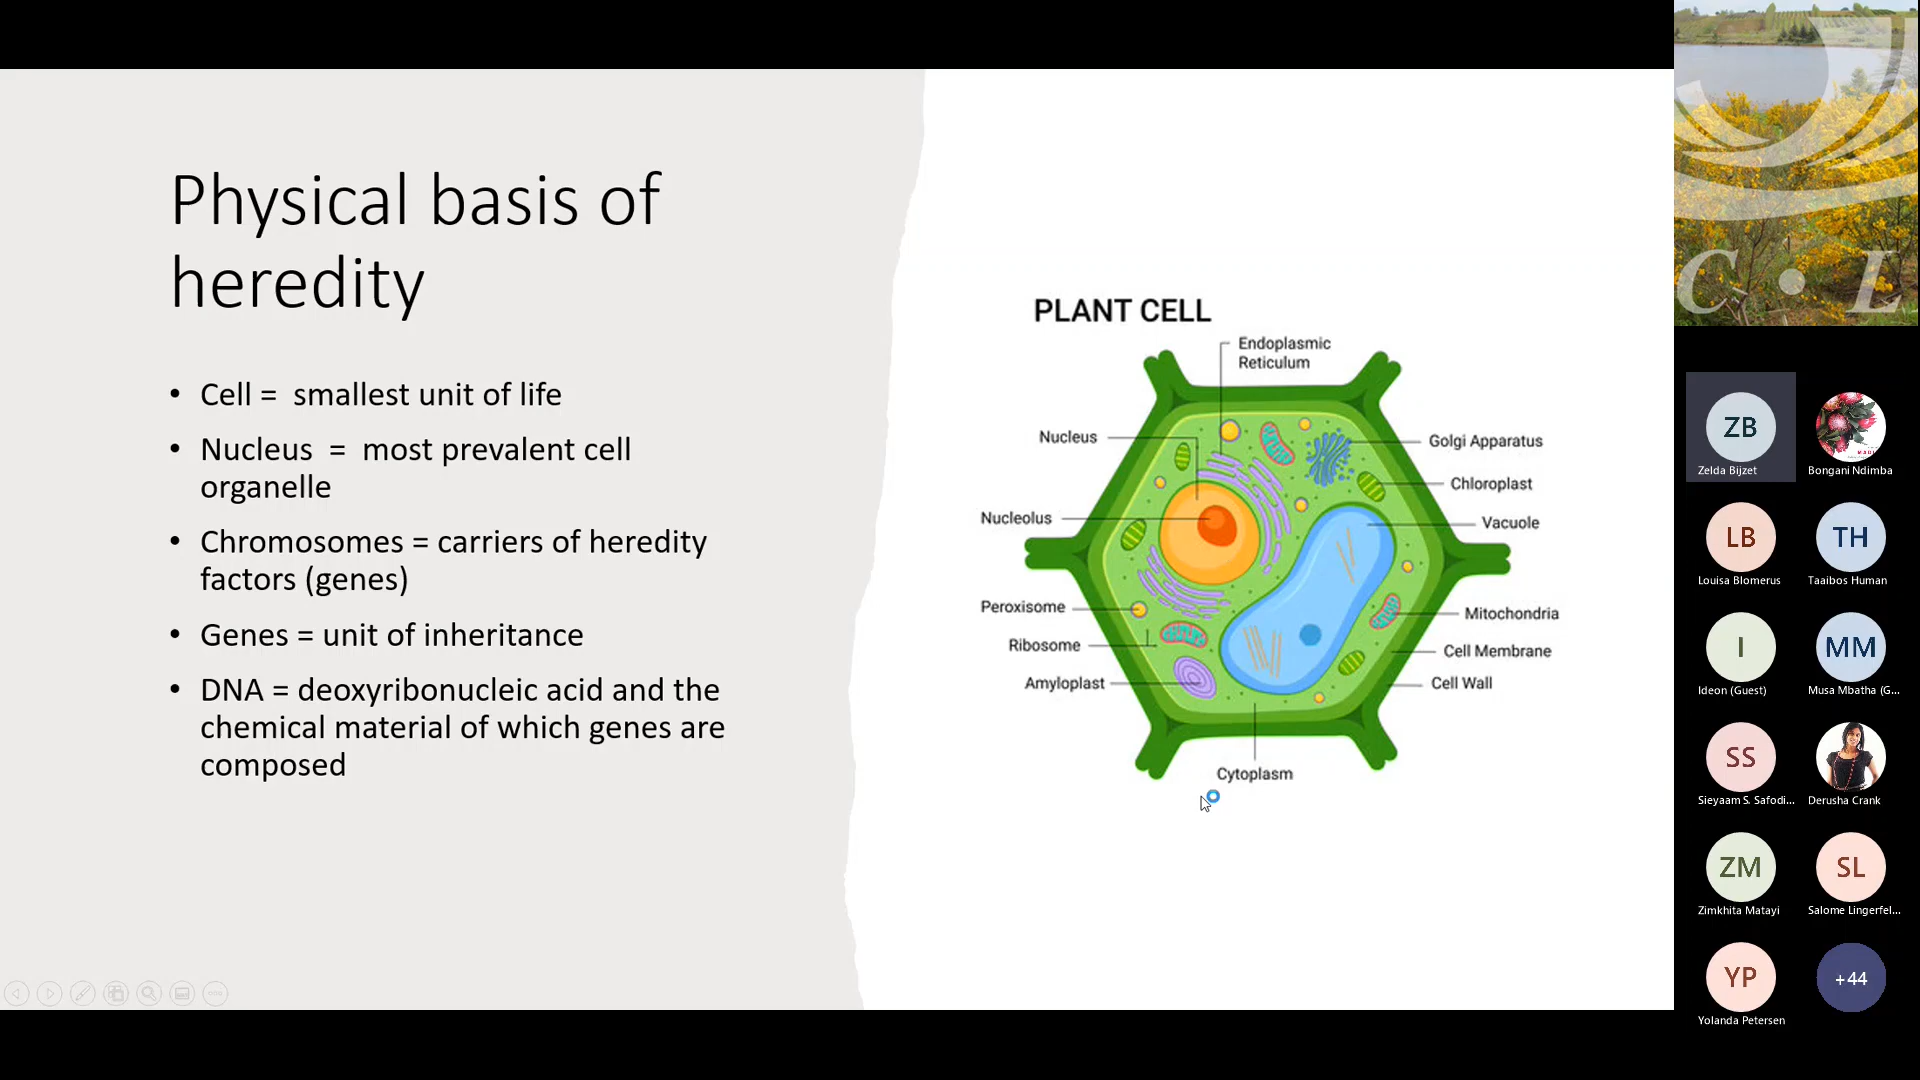 Physical basis of
heredity
• Cell =  smallest unit of life
• Nucleus  =  most prevalent cell
organelle
• Chromosomes = carriers of heredity
factors (genes)
• Genes = unit of inheritance
• DNA = deoxyribonucleic acid and the
chemical material of which genes are
composed
PLANT CELL
Endoplasmic
Reticulum
Nucleus
Golgi Apparatus
Chloroplast
Nucleolus
Vacuole
Peroxisome
Mitochondria
Ribosome
Cell Membrane
Amyloplast
Cell Wall
Cytoplasm
C • L
ZB
Zelda Bijzet
Bongani Ndimba
LB
TH
Louisa Blomerus
Taaibos Human
I
MM
Ideon (Guest)
Musa Mbatha (G...
SS
Sieyaam S. Safodi...
Derusha Crank
ZM
SL
Zimkhita Matayi
Salome Lingerfel...
YP
+44
Yolanda Petersen